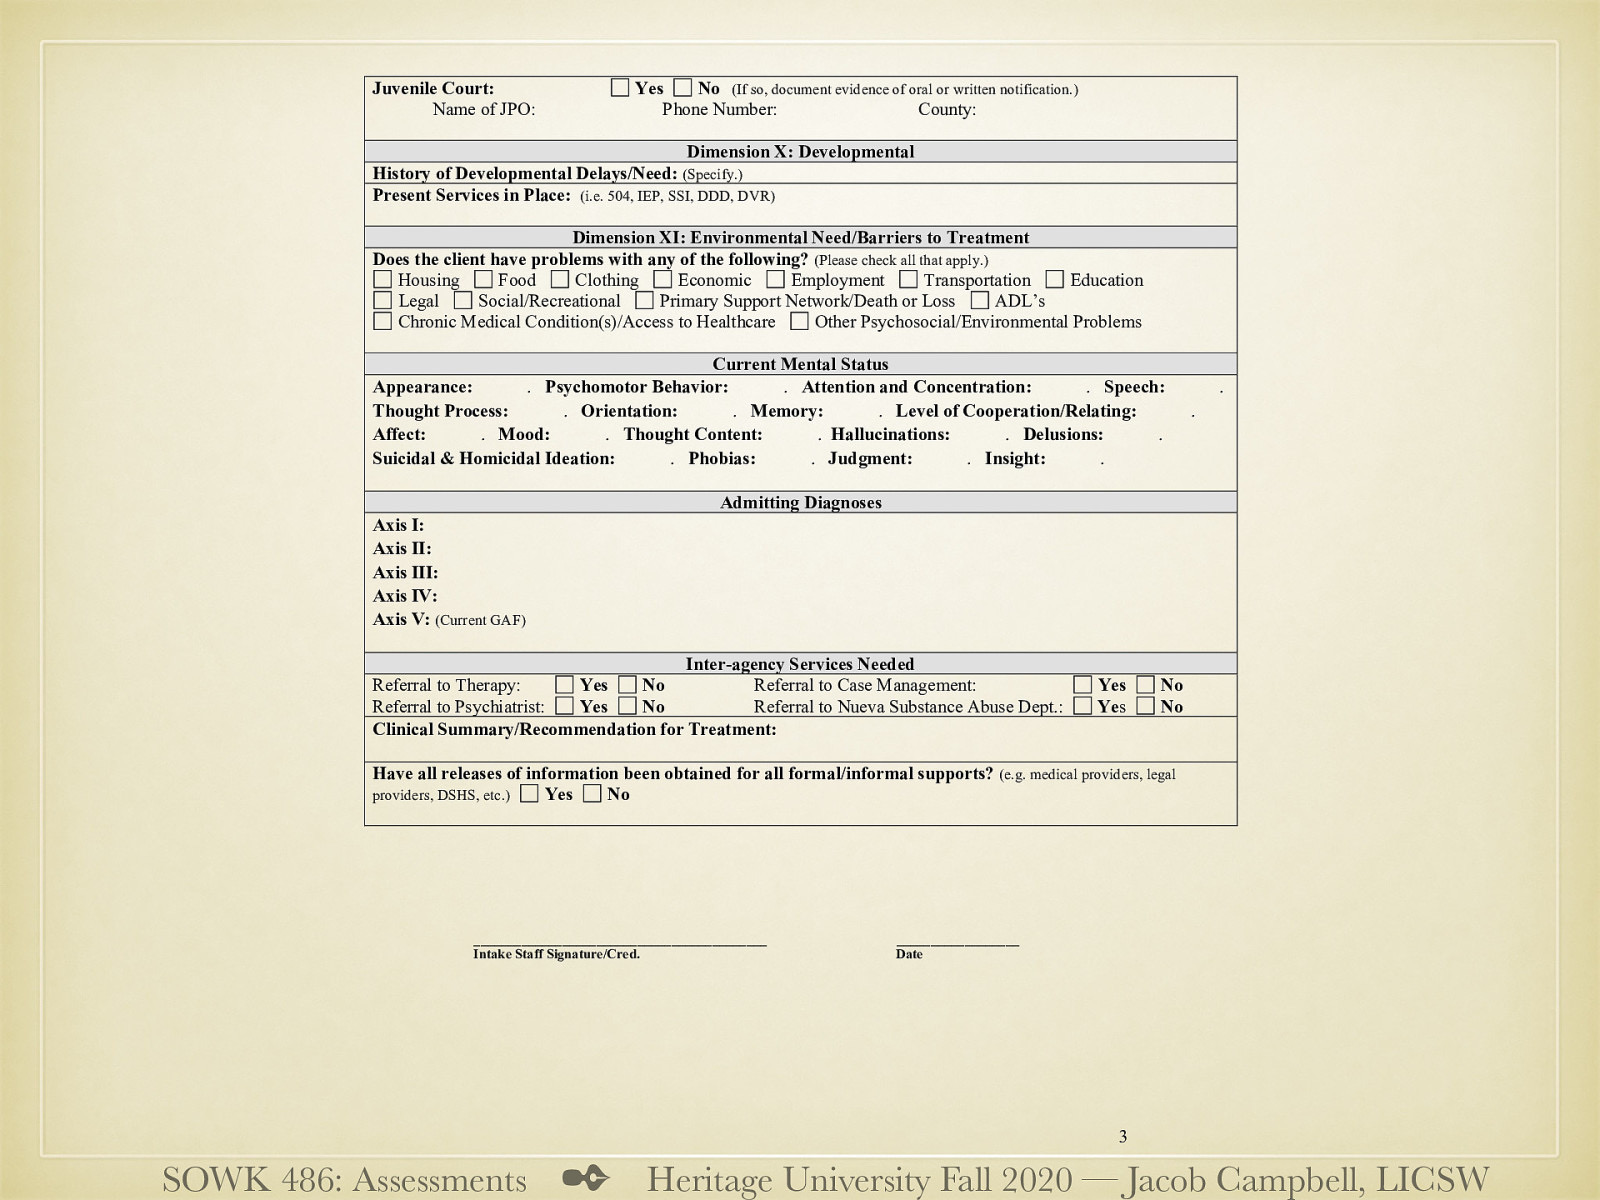 Juvenile Court: ☐ Yes ☐ No (If so, document evidence of oral or written notification.)
Name of JPO: Phone Number: County:
Dimension X: Developmental
History of Developmental Delays/Need: (Specify.)
Present Services in Place: (i.e. 504, IEP, SSI, DDD, DVR)
Dimension XI: Environmental Need/Barriers to Treatment
Does the client have problems with any of the following? (Please check all that apply.)
☐ Housing ☐ Food ☐ Clothing ☐ Economic ☐ Employment ☐ Transportation ☐ Education
☐ Legal ☐ Social/Recreational ☐ Primary Support Network/Death or Loss ☐ ADL's
☐ Chronic Medical Condition(s)/Access to Healthcare ☐ Other Psychosocial/Environmental Problems
Current Mental Status
Appearance: . Psychomotor Behavior: . Attention and Concentration: . Speech: .
Thought Process: . Orientation: . Memory: . Level of Cooperation/Relating: .
Affect: . Mood: . Thought Content: . Hallucinations: . Delusions: .
Suicidal & Homicidal Ideation: . Phobias: . Judgment: . Insight: .
Admitting Diagnoses
Axis I:
Axis II:
Axis III:
Axis IV:
Axis V: (Current GAF)
Inter-agency Services Needed
Referral to Therapy: ☐ Yes ☐ No Referral to Case Management: ☐ Yes ☐ No
Referral to Psychiatrist: ☐ Yes ☐ No Referral to Nueva Substance Abuse Dept.: ☐ Yes ☐ No
Clinical Summary/Recommendation for Treatment:
Have all releases of information been obtained for all formal/informal supports? (e.g. medical providers, legal
providers, DSHS, etc.) ☐ Yes ☐ No
Intake Staff Signature/Cred. Date
3
SOWK 486: Assessments Heritage University Fall 2020 — Jacob Campbell, LICSW